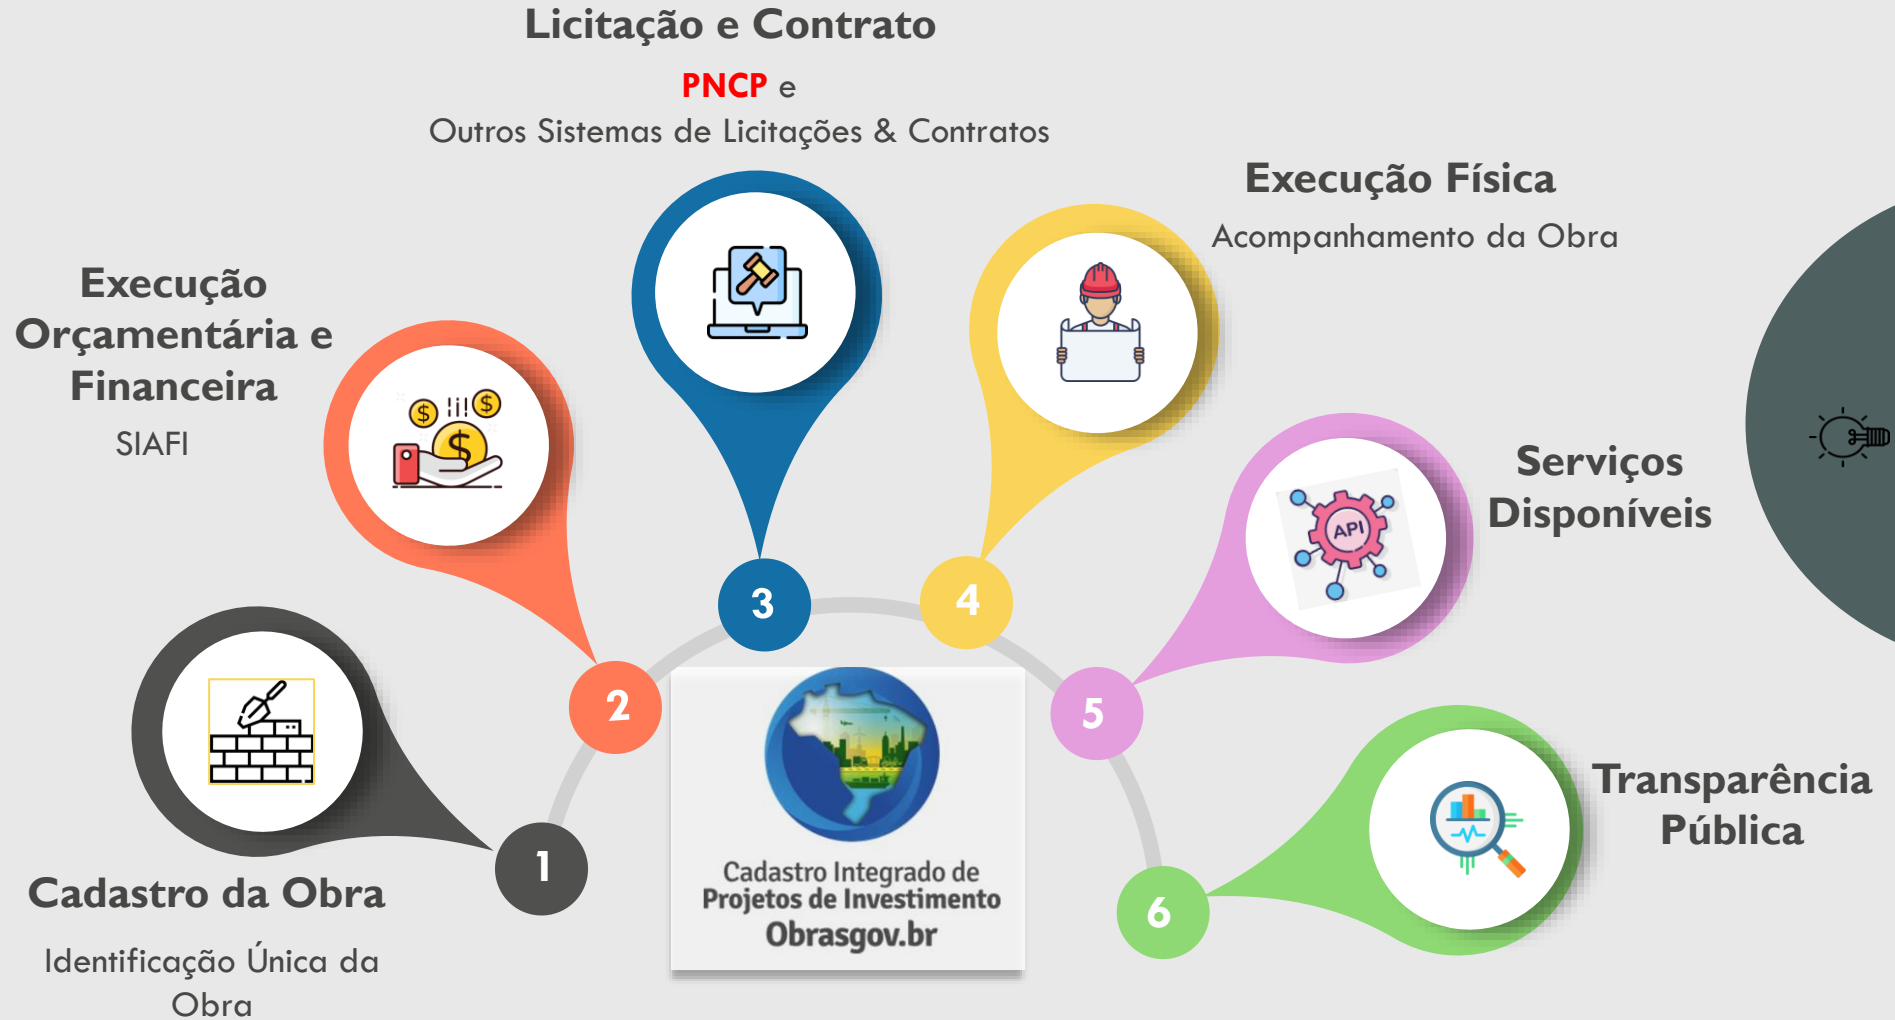 Licitação e Contrato
PNCP e
Outros Sistemas de Licitações & Contratos
Execução Física
Acompanhamento da Obra
Execução
Orçamentária e
Financeira
SIAFI
Serviços
Disponíveis
API
3
4
2
5
Transparência
Pública
1
6
Cadastro da Obra
Identificação Única da
Obra
Cadastro Integrado de
Projetos de Investimento
Obrasgov.br